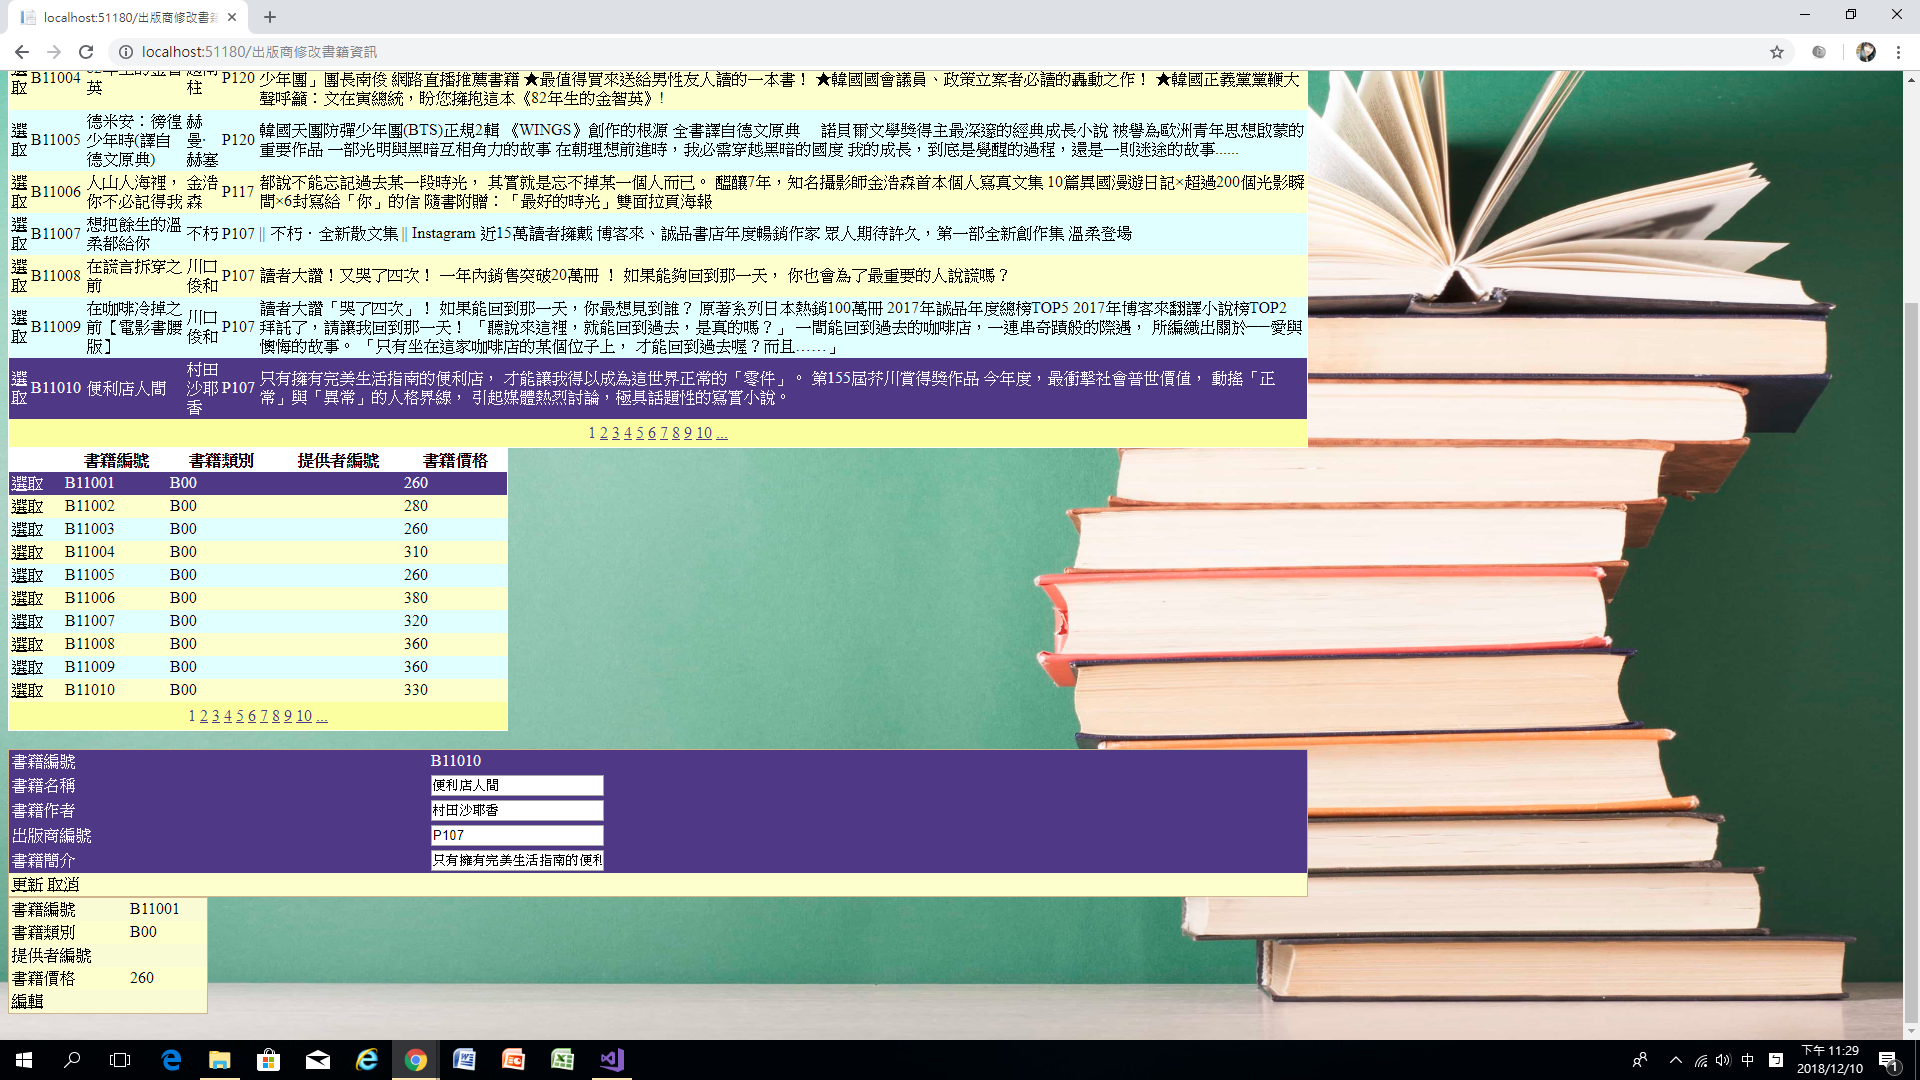 localhost:51180/出版商修改書籍
localhost:51180/出版商修改書籍資訊
選取 B11004 82年生的金智英 趙南柱 P120 少年團」團長南俊 網路直播推薦書籍 ★最值得買來送給男性友人讀的一本書! ★韓國國會議員、政策立案者必讀的轟動之作! ★韓國正義黨黨鞭大
聲呼籲:文在寅總統,盼您擁抱這本《82年生的金智英》!
選取 B11005 德米安:徬徨少年時(譯自德文原典) 赫曼·赫塞 P120 韓國天團防彈少年團(BTS)正規2輯 《WINGS》創作的根源 全書譯自德文原典 諾貝爾文學獎得主最深邃的經典成長小說 被譽為歐洲青年思想啟蒙的
重要作品 一部光明與黑暗互相角力的故事 在朝理想前進時,我必需穿越黑暗的國度 我的成長,到底是覺醒的過程,還是一則迷途的故事......
選取 B11006 人山人海裡,你不必記得我 金浩森 P117 都說不能忘記過去某一段時光, 其實就是忘不掉某一個人而已。 醞釀7年,知名攝影師金浩森首本個人寫真文集 10篇異國漫遊日記×超過200個光影瞬
間×6封寫給「你」的信 隨書附贈:「最好的時光」雙面拉頁海報
選取 B11007 想把餘生的溫柔都給你 不朽 P107 || 不朽.全新散文集 || Instagram 近15萬讀者擁戴 博客來、誠品書店年度暢銷作家 眾人期待許久,第一部全新創作集 溫柔登場
選取 B11008 在謊言拆穿之前 川口俊和 P107 讀者大讚!又哭了四次! 一年內銷售突破20萬冊 ! 如果能夠回到那一天, 你也會為了最重要的人說謊嗎?
選取 B11009 在咖啡冷掉之前【電影書腰版】 川口俊和 P107 讀者大讚「哭了四次」! 如果能回到那一天,你最想見到誰? 原著系列日本熱銷100萬冊 2017年誠品年度總榜TOP5 2017年博客來翻譯小說榜TOP2
拜託了,請讓我回到那一天! 「聽說來這裡,就能回到過去,是真的嗎?」 一間能回到過去的咖啡店,一連串奇蹟般的際遇, 所編織出關於──愛與
懊悔的故事。 「只有坐在這家咖啡店的某個位子上, 才能回到過去喔?而且……」
選取 B11010 便利店人間 村田沙耶香 P107 只有擁有完美生活指南的便利店, 才能讓我得以成為這世界正常的「零件」。 第155屆芥川賞得獎作品 今年度,最衝擊社會普世價值, 動搖「正
常」與「異常」的人格界線, 引起媒體熱烈討論,極具話題性的寫實小說。
1 2 3 4 5 6 7 8 9 10 ...
書籍編號 書籍類別 提供者編號 書籍價格
選取 B11001 B00 260
選取 B11002 B00 280
選取 B11003 B00 260
選取 B11004 B00 310
選取 B11005 B00 260
選取 B11006 B00 380
選取 B11007 B00 320
選取 B11008 B00 360
選取 B11009 B00 360
選取 B11010 B00 330
1 2 3 4 5 6 7 8 9 10 ...
書籍編號 B11010
書籍名稱 便利店人間
書籍作者 村田沙耶香
出版商編號 P107
書籍簡介 只有擁有完美生活指南的便利
更新 取消
書籍編號 B11001
書籍類別 B00
提供者編號
書籍價格 260
編輯
中
下午 11:29
2018/12/10
1